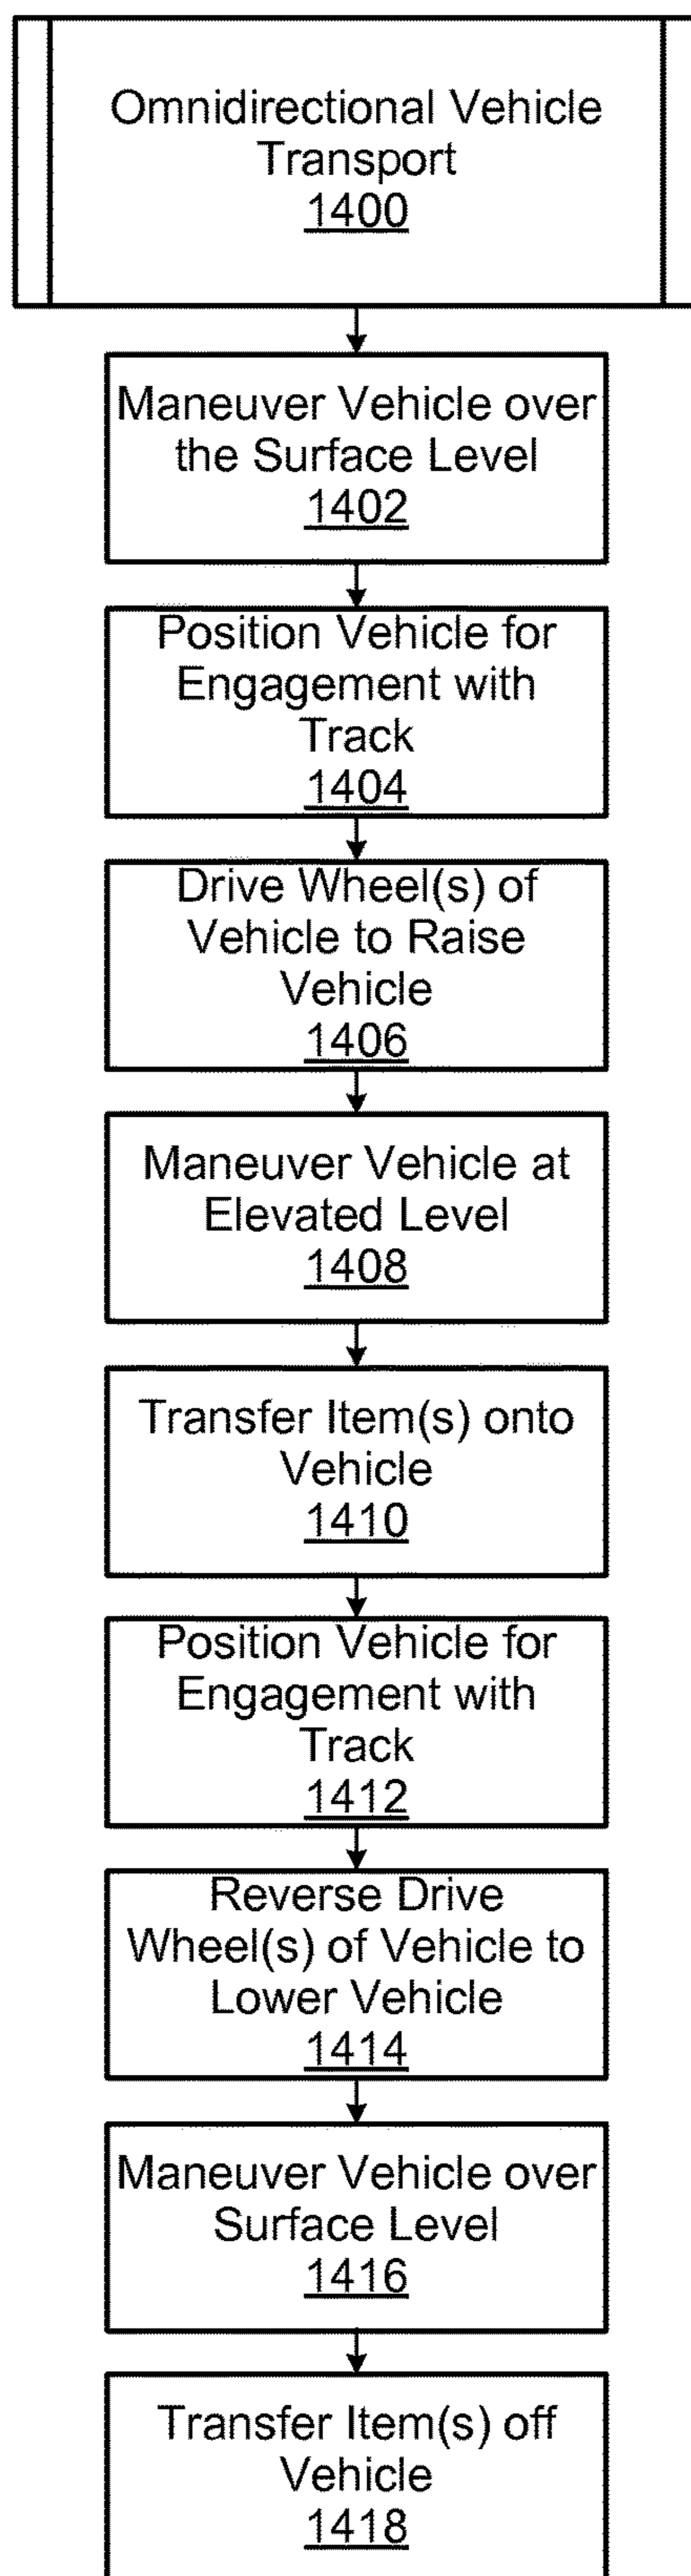 Omnidirectional Vehicle
Transport
1400
Maneuver Vehicle over
the Surface Level
1402
Position Vehicle for
Engagement with
Track
1404
Drive Wheel(s) of
Vehicle to Raise
Vehicle
1406
Maneuver Vehicle at
Elevated Level
1408
Transfer Item(s) onto
Vehicle
1410
Position Vehicle for
Engagement with
Track
1412
Reverse Drive
Wheel(s) of Vehicle to
Lower Vehicle
1414
Maneuver Vehicle over
Surface Level
1416
Transfer Item(s) off
Vehicle
1418